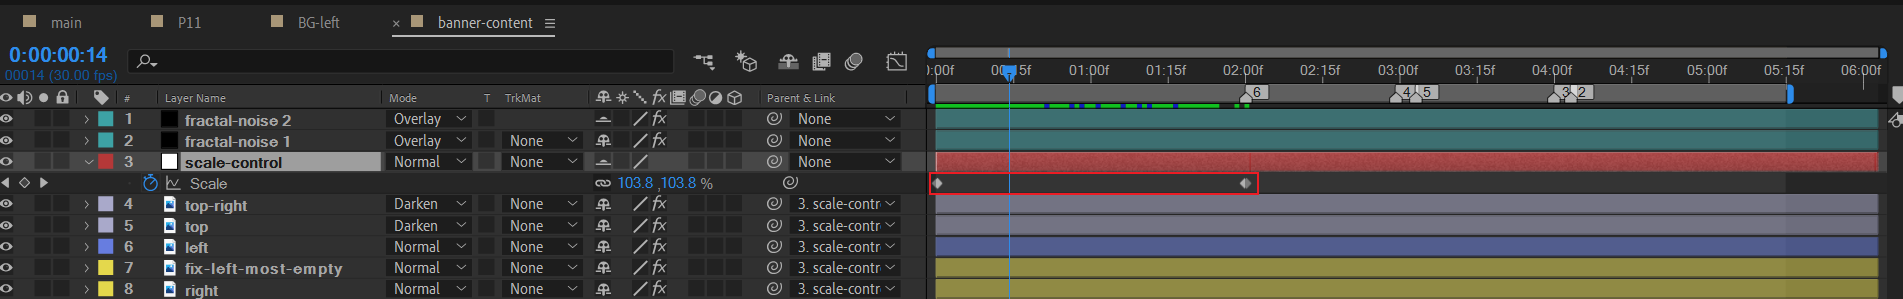 main P11 BG-left × banner-content
0:00:00:14
00014 (30.00 fps)
0:00f 00:15f 01:00f 01:15f 02:00f 02:15f 03:00f 03:15f 04:00f 04:15f 05:00f 05:15f 06:00f
6 4 5 3 2
# Layer Name Mode T TrkMat fx Parent & Link
1 fractal-noise 2 Overlay fx None
2 fractal-noise 1 Overlay None fx None
3 scale-control Normal None None
Scale 103.8 ,103.8 %
4 top-right Darken None fx 3. scale-contr
5 top Darken None fx 3. scale-contr
6 left Normal None fx 3. scale-contr
7 fix-left-most-empty Normal None fx 3. scale-contr
8 right Normal None fx 3. scale-contr